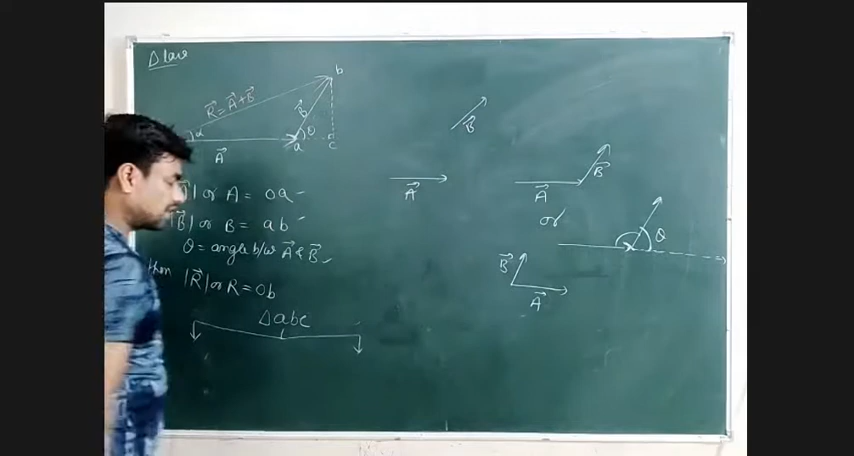 Δ law
b
R⃗ = A⃗ + B⃗
B⃗
α
θ
A⃗
a
c
| or A = oa
|B⃗| or B = ab
θ = angle b/w A⃗ & B⃗
then |R⃗| or R = ob
Δabc
B⃗
A⃗
B⃗
A⃗
or
θ
B⃗
A⃗